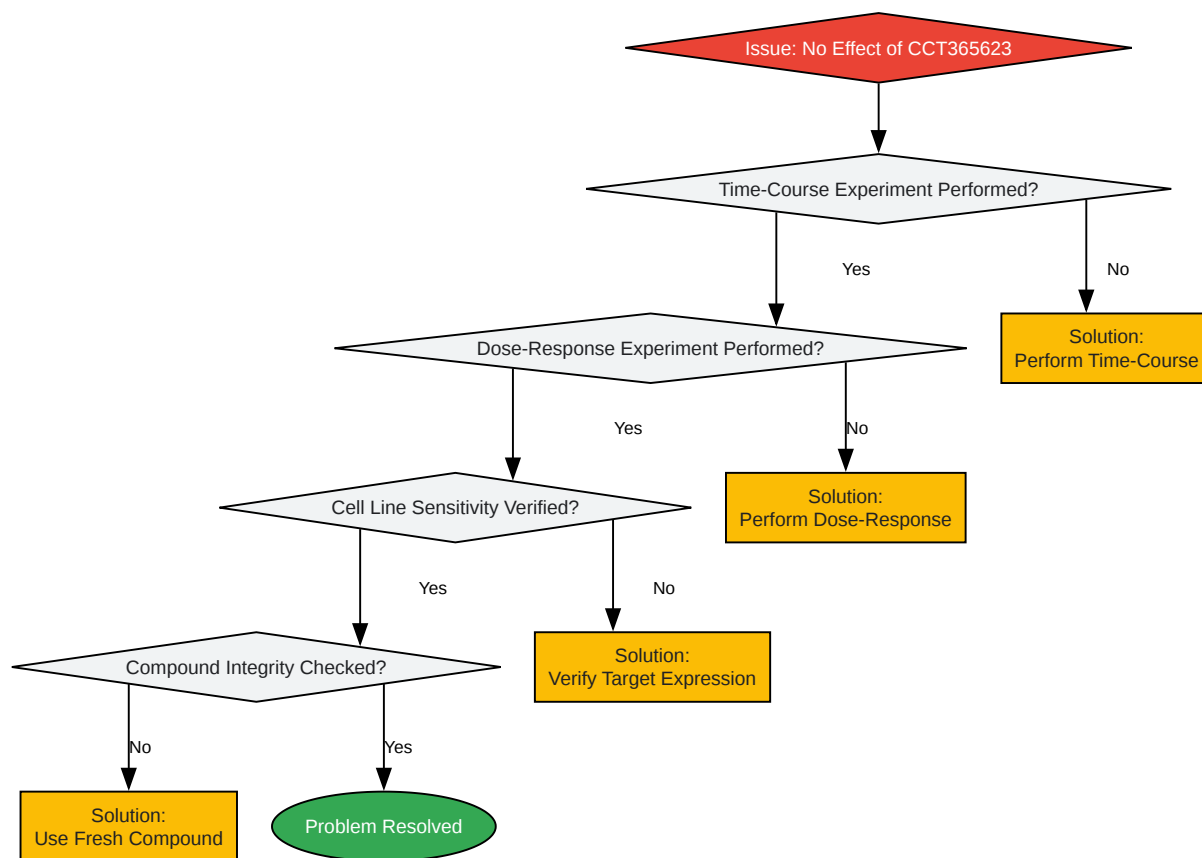 Issue: No Effect of CCT365623
Time-Course Experiment Performed?
Yes
No
Solution:
Perform Time-Course
Dose-Response Experiment Performed?
Yes
No
Solution:
Perform Dose-Response
Cell Line Sensitivity Verified?
Yes
No
Solution:
Verify Target Expression
Compound Integrity Checked?
No
Yes
Solution:
Use Fresh Compound
Problem Resolved